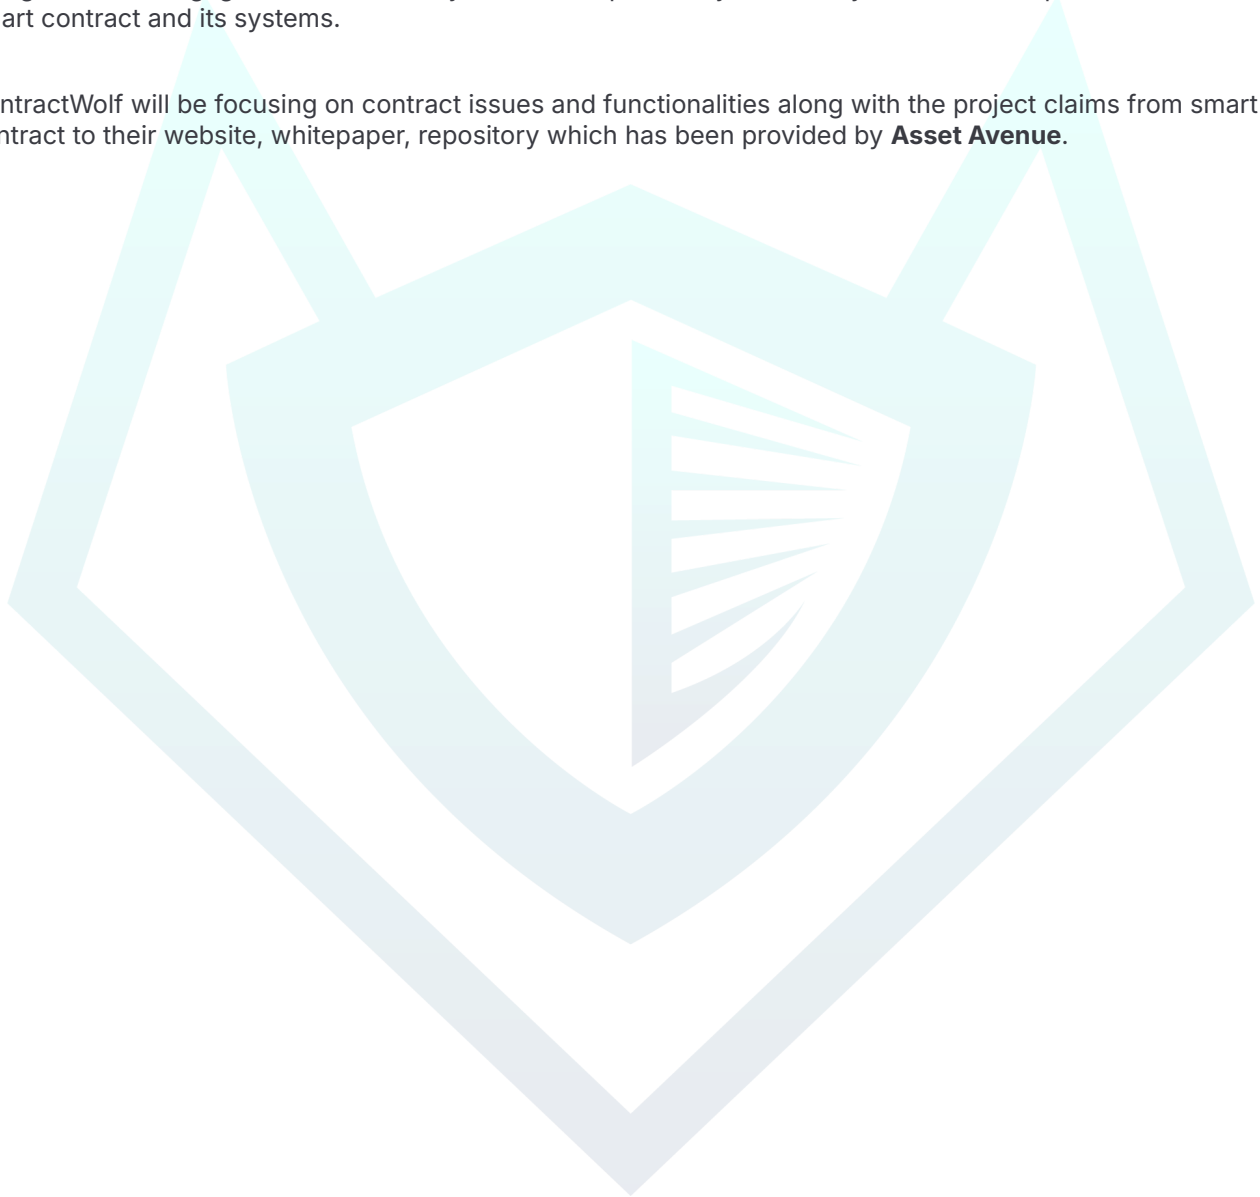 art contract and its systems.
ntractWolf will be focusing on contract issues and functionalities along with the project claims from smart
ntract to their website, whitepaper, repository which has been provided by Asset Avenue.